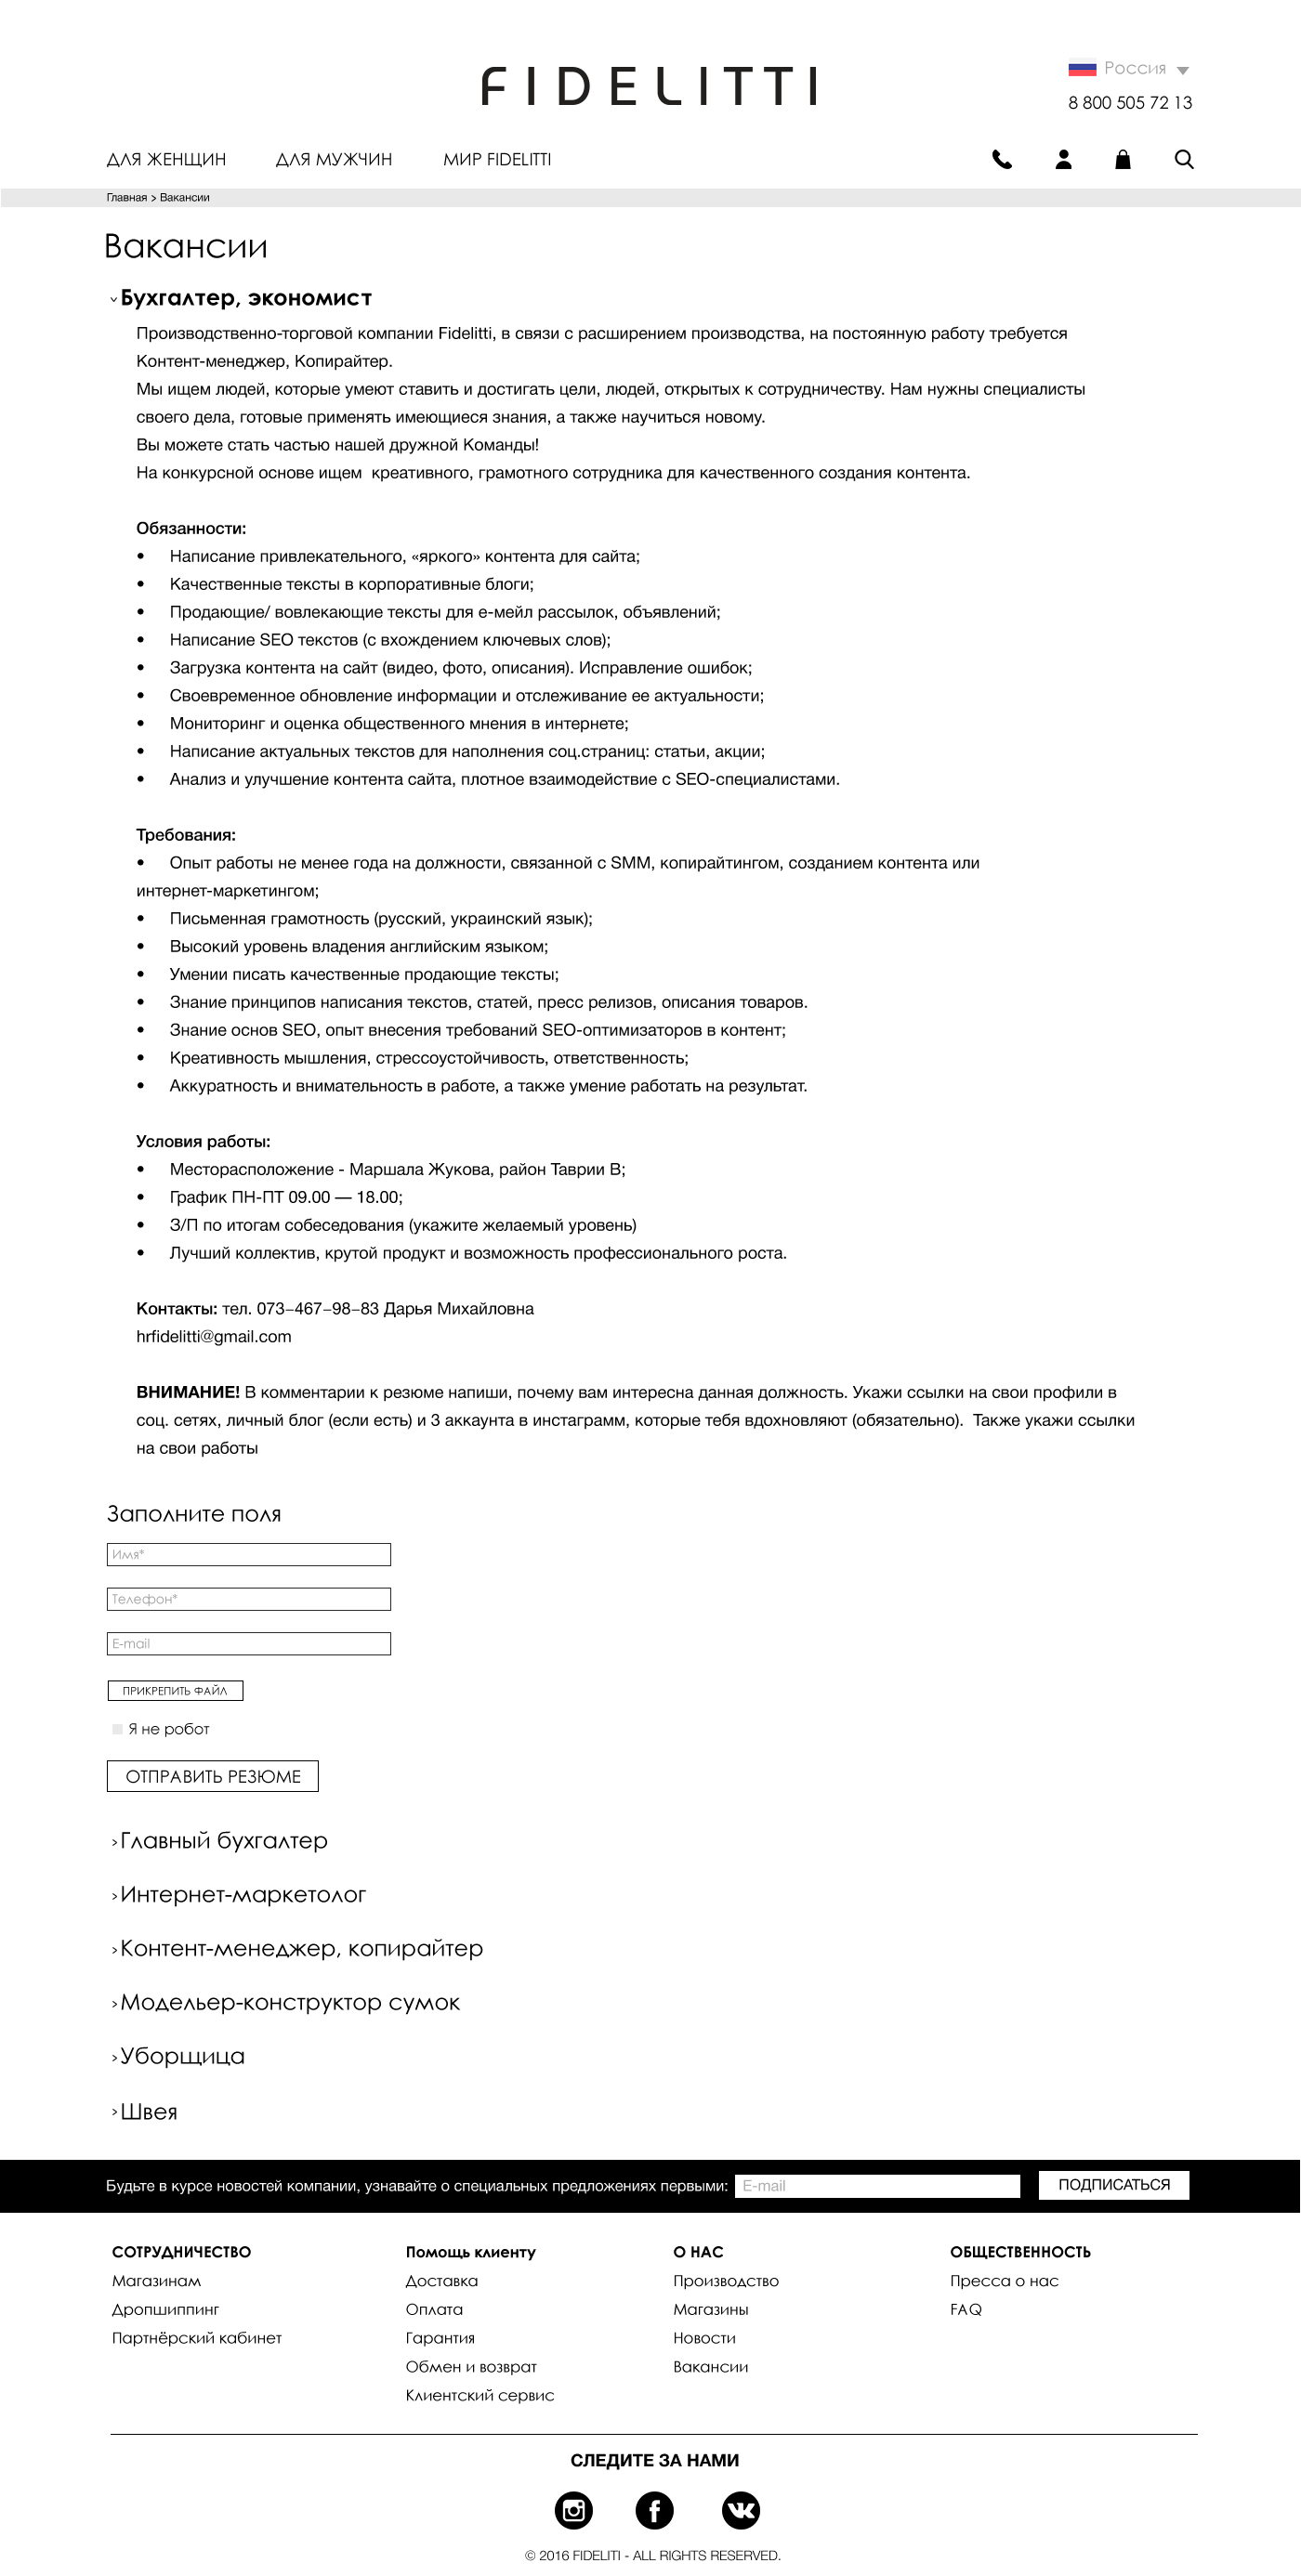 FIDELITTI
Россия
8 800 505 72 13
ДЛЯ ЖЕНЩИН ДЛЯ МУЖЧИН МИР FIDELITTI
Главная > Вакансии
Вакансии
Бухгалтер, экономист
Производственно-торговой компании Fidelitti, в связи с расширением производства, на постоянную работу требуется
Контент-менеджер, Копирайтер.
Мы ищем людей, которые умеют ставить и достигать цели, людей, открытых к сотрудничеству. Нам нужны специалисты
своего дела, готовые применять имеющиеся знания, а также научиться новому.
Вы можете стать частью нашей дружной Команды!
На конкурсной основе ищем  креативного, грамотного сотрудника для качественного создания контента.
Обязанности:
• Написание привлекательного, «яркого» контента для сайта;
• Качественные тексты в корпоративные блоги;
• Продающие/ вовлекающие тексты для е-мейл рассылок, объявлений;
• Написание SEO текстов (с вхождением ключевых слов);
• Загрузка контента на сайт (видео, фото, описания). Исправление ошибок;
• Своевременное обновление информации и отслеживание ее актуальности;
• Мониторинг и оценка общественного мнения в интернете;
• Написание актуальных текстов для наполнения соц.страниц: статьи, акции;
• Анализ и улучшение контента сайта, плотное взаимодействие с SEO-специалистами.
Требования:
• Опыт работы не менее года на должности, связанной с SMM, копирайтингом, созданием контента или
интернет-маркетингом;
• Письменная грамотность (русский, украинский язык);
• Высокий уровень владения английским языком;
• Умении писать качественные продающие тексты;
• Знание принципов написания текстов, статей, пресс релизов, описания товаров.
• Знание основ SEO, опыт внесения требований SEO-оптимизаторов в контент;
• Креативность мышления, стрессоустойчивость, ответственность;
• Аккуратность и внимательность в работе, а также умение работать на результат.
Условия работы:
• Месторасположение - Маршала Жукова, район Таврии В;
• График ПН-ПТ 09.00 — 18.00;
• З/П по итогам собеседования (укажите желаемый уровень)
• Лучший коллектив, крутой продукт и возможность профессионального роста.
Контакты: тел. 073–467–98–83 Дарья Михайловна
hrfidelitti@gmail.com
ВНИМАНИЕ! В комментарии к резюме напиши, почему вам интересна данная должность. Укажи ссылки на свои профили в
соц. сетях, личный блог (если есть) и 3 аккаунта в инстаграмм, которые тебя вдохновляют (обязательно).  Также укажи ссылки
на свои работы
Заполните поля
Имя*
Телефон*
E-mail
ПРИКРЕПИТЬ ФАЙЛ
Я не робот
ОТПРАВИТЬ РЕЗЮМЕ
Главный бухгалтер
Интернет-маркетолог
Контент-менеджер, копирайтер
Модельер-конструктор сумок
Уборщица
Швея
Будьте в курсе новостей компании, узнавайте о специальных предложениях первыми: E-mail ПОДПИСАТЬСЯ
СОТРУДНИЧЕСТВО
Магазинам
Дропшиппинг
Партнёрский кабинет
Помощь клиенту
Доставка
Оплата
Гарантия
Обмен и возврат
Клиентский сервис
О НАС
Производство
Магазины
Новости
Вакансии
ОБЩЕСТВЕННОСТЬ
Пресса о нас
FAQ
СЛЕДИТЕ ЗА НАМИ
© 2016 FIDELITI - ALL RIGHTS RESERVED.